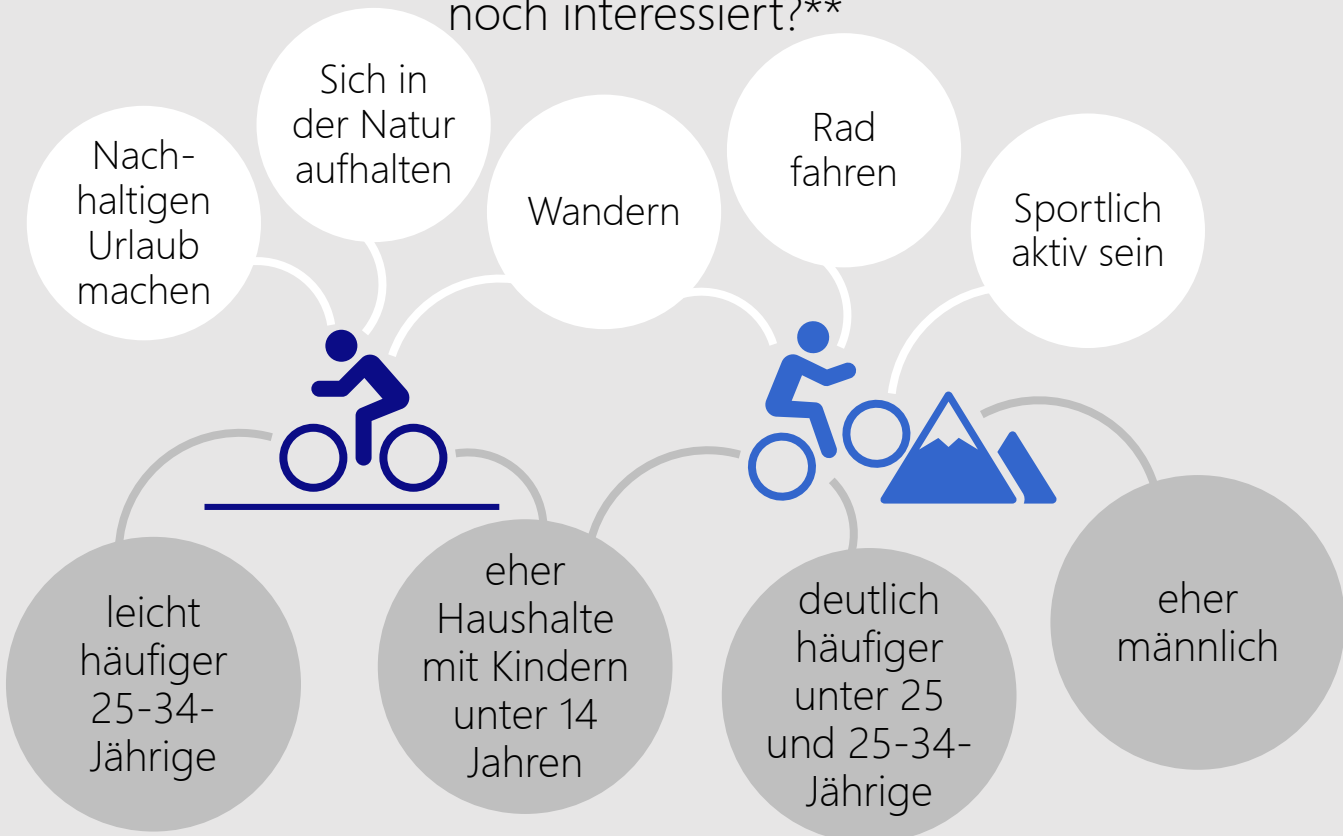 noch interessiert?**
Nach-
haltigen
Urlaub
machen
Sich in
der Natur
aufhalten
Wandern
Rad
fahren
Sportlich
aktiv sein
leicht
häufiger
25-34-
Jährige
eher
Haushalte
mit Kindern
unter 14
Jahren
deutlich
häufiger
unter 25
und 25-34-
Jährige
eher
männlich